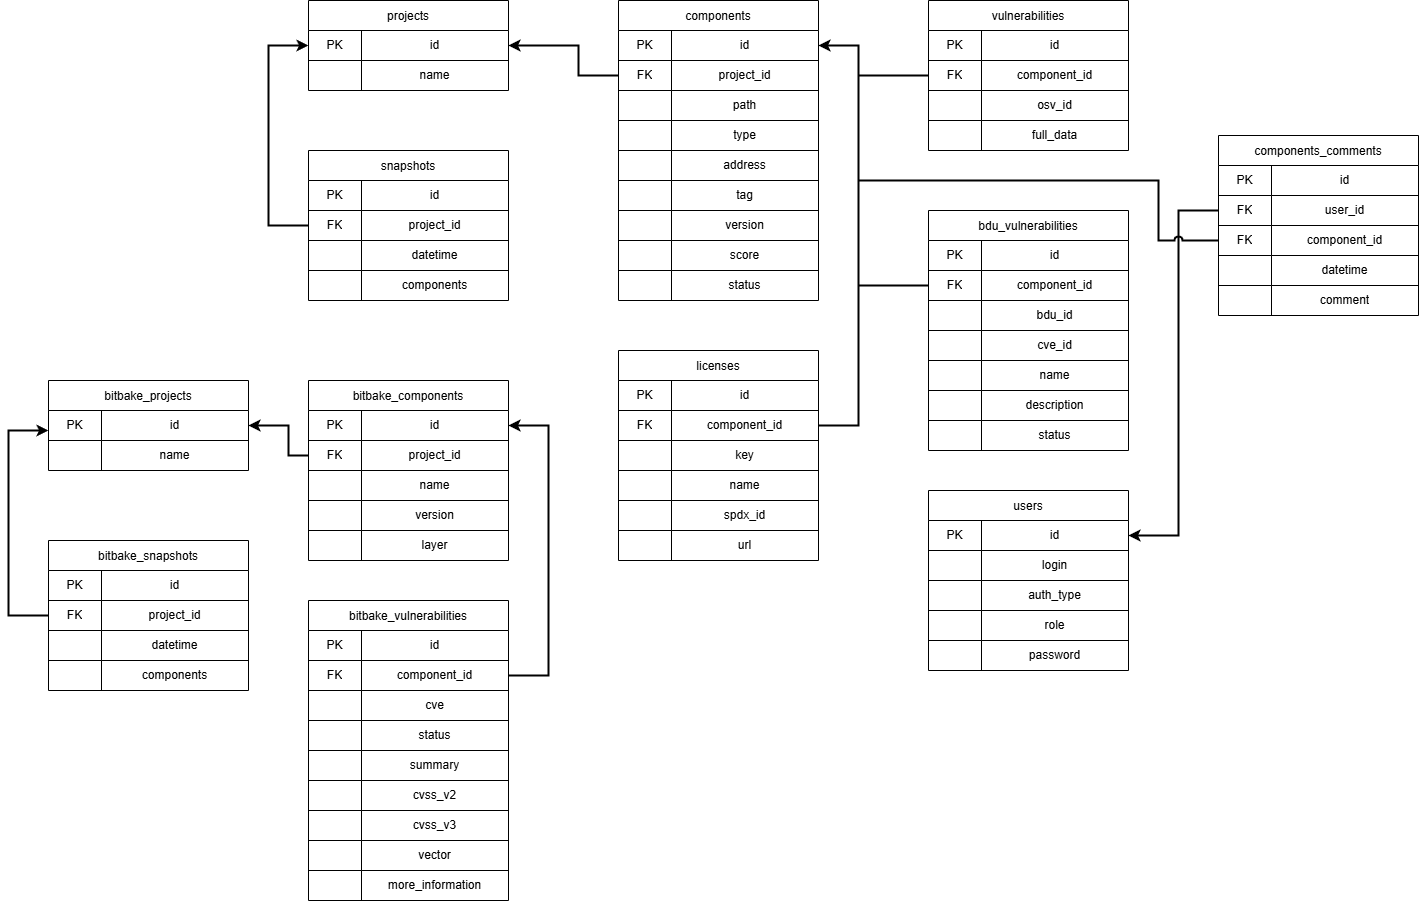 projects
PK id
name
snapshots
PK id
FK project_id
datetime
components
components
PK id
FK project_id
path
type
address
tag
version
score
status
vulnerabilities
PK id
FK component_id
osv_id
full_data
components_comments
PK id
FK user_id
FK component_id
datetime
comment
bdu_vulnerabilities
PK id
FK component_id
bdu_id
cve_id
name
description
status
licenses
PK id
FK component_id
key
name
spdx_id
url
bitbake_projects
PK id
name
bitbake_components
PK id
FK project_id
name
version
layer
users
PK id
login
auth_type
role
password
bitbake_snapshots
PK id
FK project_id
datetime
components
bitbake_vulnerabilities
PK id
FK component_id
cve
status
summary
cvss_v2
cvss_v3
vector
more_information